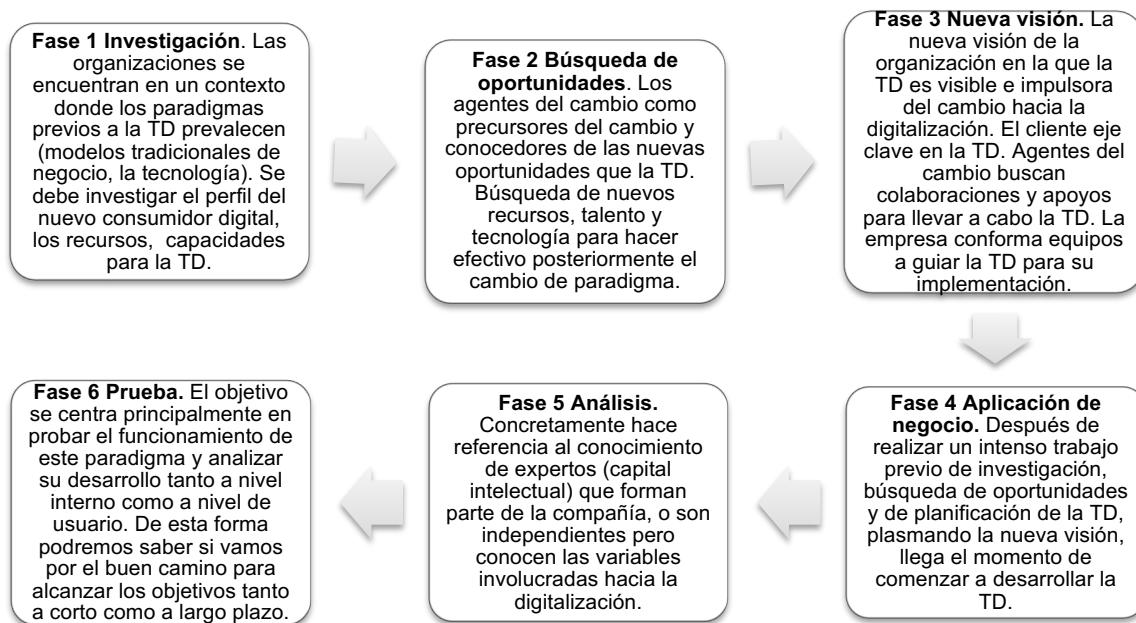 Fase 1 Investigación. Las
organizaciones se
encuentran en un contexto
donde los paradigmas
previos a la TD prevalecen
(modelos tradicionales de
negocio, la tecnología). Se
debe investigar el perfil del
nuevo consumidor digital,
los recursos, capacidades
para la TD.
Fase 2 Búsqueda de
oportunidades. Los
agentes del cambio como
precursores del cambio y
conocedores de las nuevas
oportunidades que la TD.
Búsqueda de nuevos
recursos, talento y
tecnología para hacer
efectivo posteriormente el
cambio de paradigma.
Fase 3 Nueva visión. La
nueva visión de la
organización en la que la
TD es visible e impulsora
del cambio hacia la
digitalización. El cliente eje
clave en la TD. Agentes del
cambio buscan
colaboraciones y apoyos
para llevar a cabo la TD. La
empresa conforma equipos
a guiar la TD para su
implementación.
Fase 4 Aplicación de
negocio. Después de
realizar un intenso trabajo
previo de investigación,
búsqueda de oportunidades
y de planificación de la TD,
plasmando la nueva visión,
llega el momento de
comenzar a desarrollar la
TD.
Fase 5 Análisis.
Concretamente hace
referencia al conocimiento
de expertos (capital
intelectual) que forman
parte de la compañía, o son
independientes pero
conocen las variables
involucradas hacia la
digitalización.
Fase 6 Prueba. El objetivo
se centra principalmente en
probar el funcionamiento de
este paradigma y analizar
su desarrollo tanto a nivel
interno como a nivel de
usuario. De esta forma
podremos saber si vamos
por el buen camino para
alcanzar los objetivos tanto
a corto como a largo plazo.